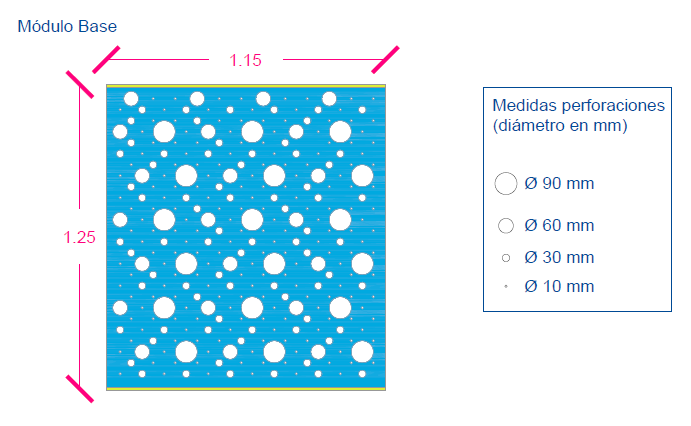 Módulo Base
1.15
1.25
Medidas perforaciones
(diámetro en mm)
Ø 90 mm
Ø 60 mm
Ø 30 mm
Ø 10 mm